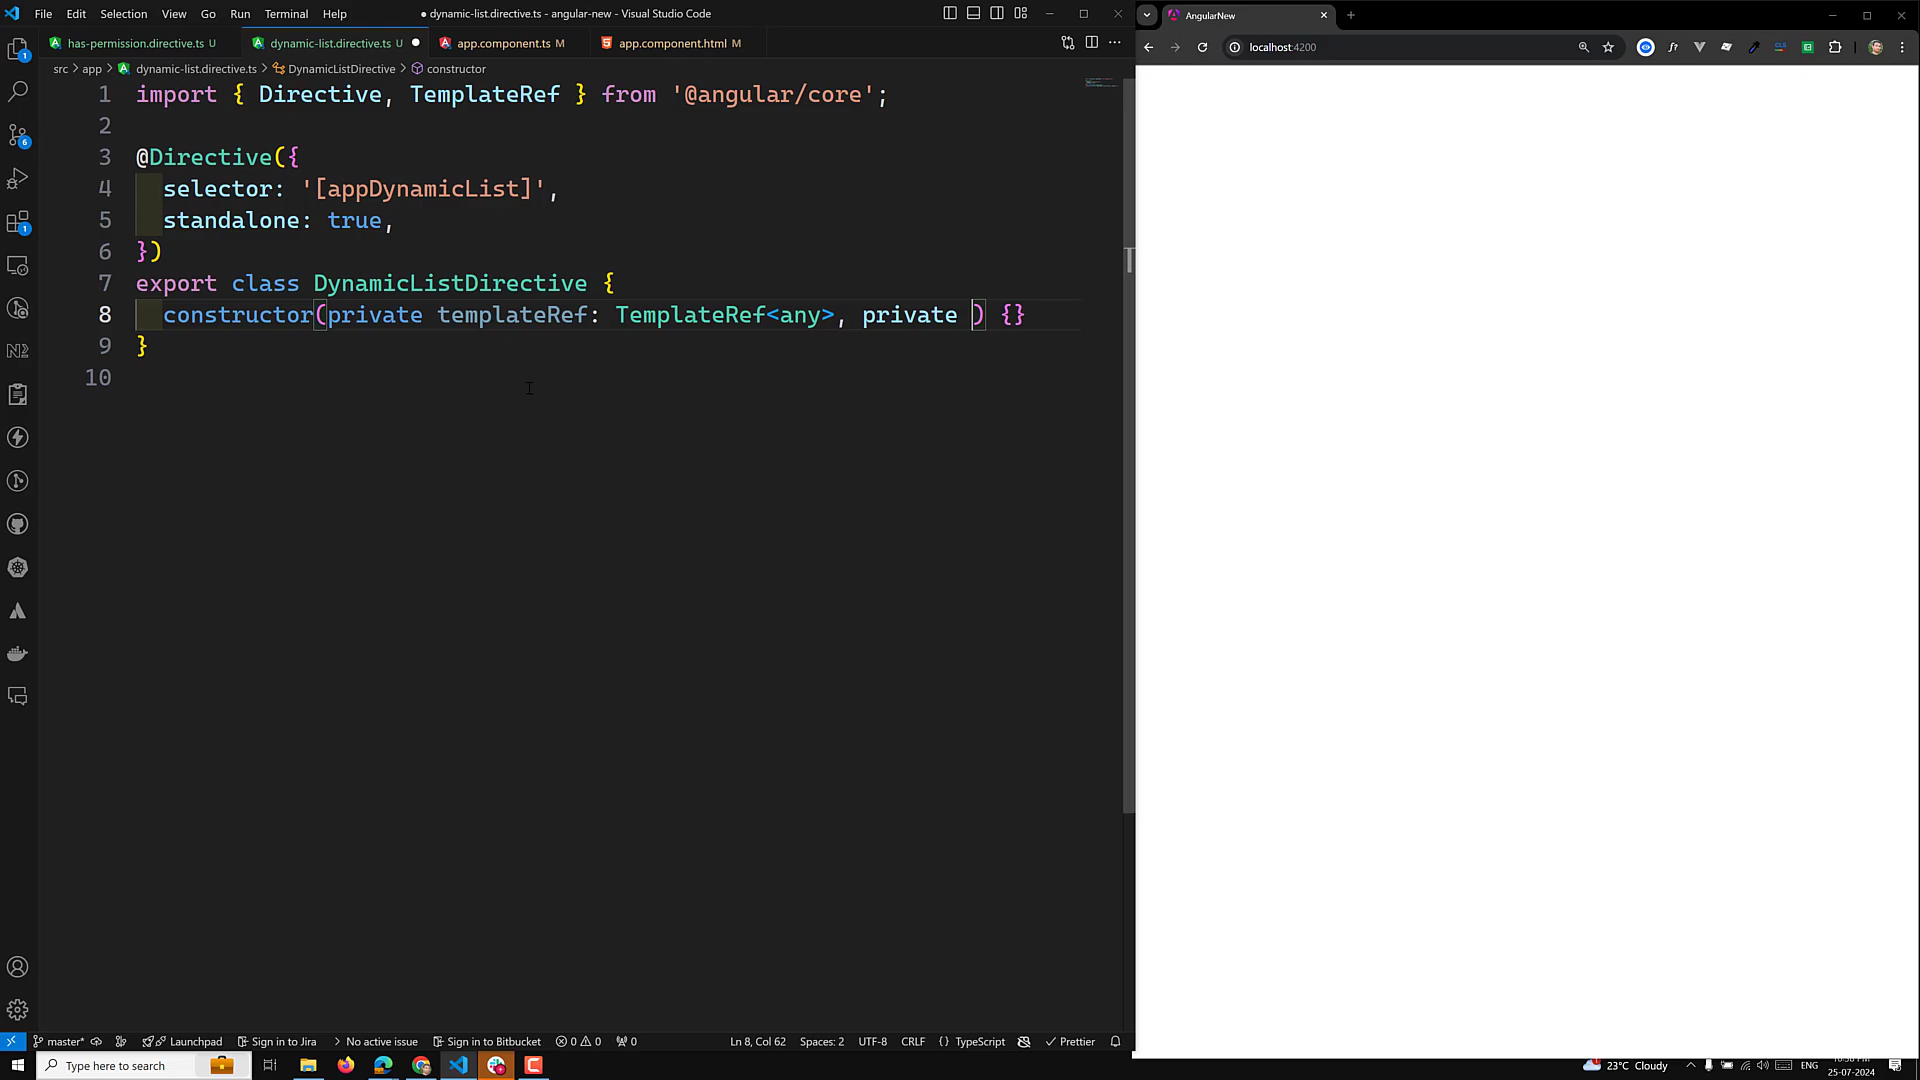 File Edit Selection View Go Run Terminal Help
● dynamic-list.directive.ts - angular-new - Visual Studio Code
AngularNew
has-permission.directive.ts U
dynamic-list.directive.ts U
app.component.ts M
app.component.html M
localhost:4200
src > app > dynamic-list.directive.ts > DynamicListDirective > constructor
1 import { Directive, TemplateRef } from '@angular/core';
2
3 @Directive({
4 selector: '[appDynamicList]',
5 standalone: true,
6 })
7 export class DynamicListDirective {
8 constructor(private templateRef: TemplateRef<any>, private ) {}
9 }
10
master* Launchpad Sign in to Jira No active issue Sign in to Bitbucket 0 0 0 Ln 8, Col 62 Spaces: 2 UTF-8 CRLF {} TypeScript Prettier
Type here to search
23°C Cloudy
ENG
25-07-2024